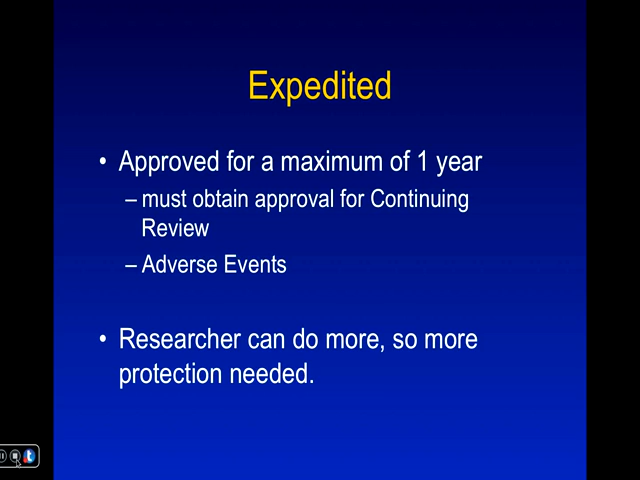 Expedited
• Approved for a maximum of 1 year
– must obtain approval for Continuing
Review
– Adverse Events
• Researcher can do more, so more
protection needed.